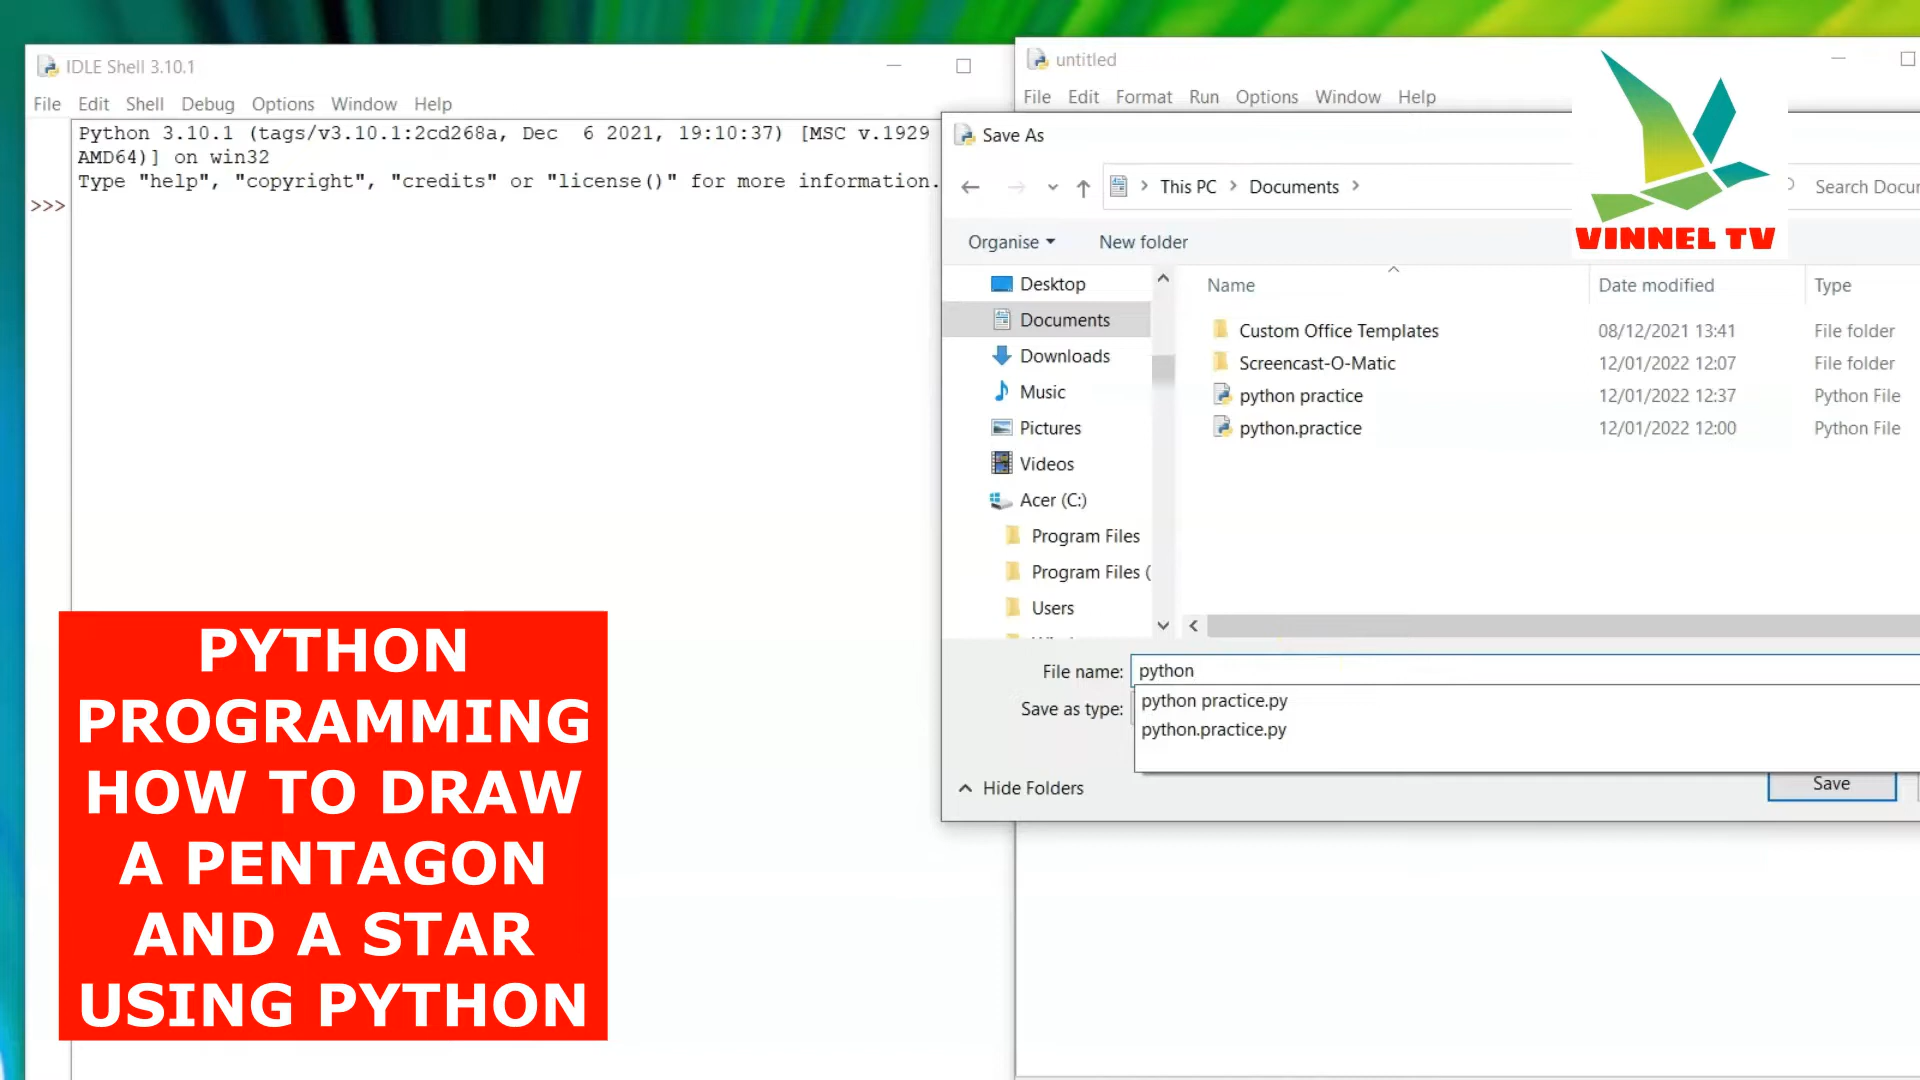 IDLE Shell 3.10.1
File Edit Shell Debug Options Window Help
Python 3.10.1 (tags/v3.10.1:2cd268a, Dec  6 2021, 19:10:37) [MSC v.1929
AMD64)] on win32
Type "help", "copyright", "credits" or "license()" for more information.
>>>
untitled
File Edit Format Run Options Window Help
Save As
This PC > Documents >
Search Docu
VINNEL TV
Organise New folder
Desktop
Documents
Downloads
Music
Pictures
Videos
Acer (C:)
Program Files
Program Files (
Users
Name Date modified Type
Custom Office Templates 08/12/2021 13:41 File folder
Screencast-O-Matic 12/01/2022 12:07 File folder
python practice 12/01/2022 12:37 Python File
python.practice 12/01/2022 12:00 Python File
File name: python
Save as type:
python practice.py
python.practice.py
Hide Folders
Save
PYTHON
PROGRAMMING
HOW TO DRAW
A PENTAGON
AND A STAR
USING PYTHON